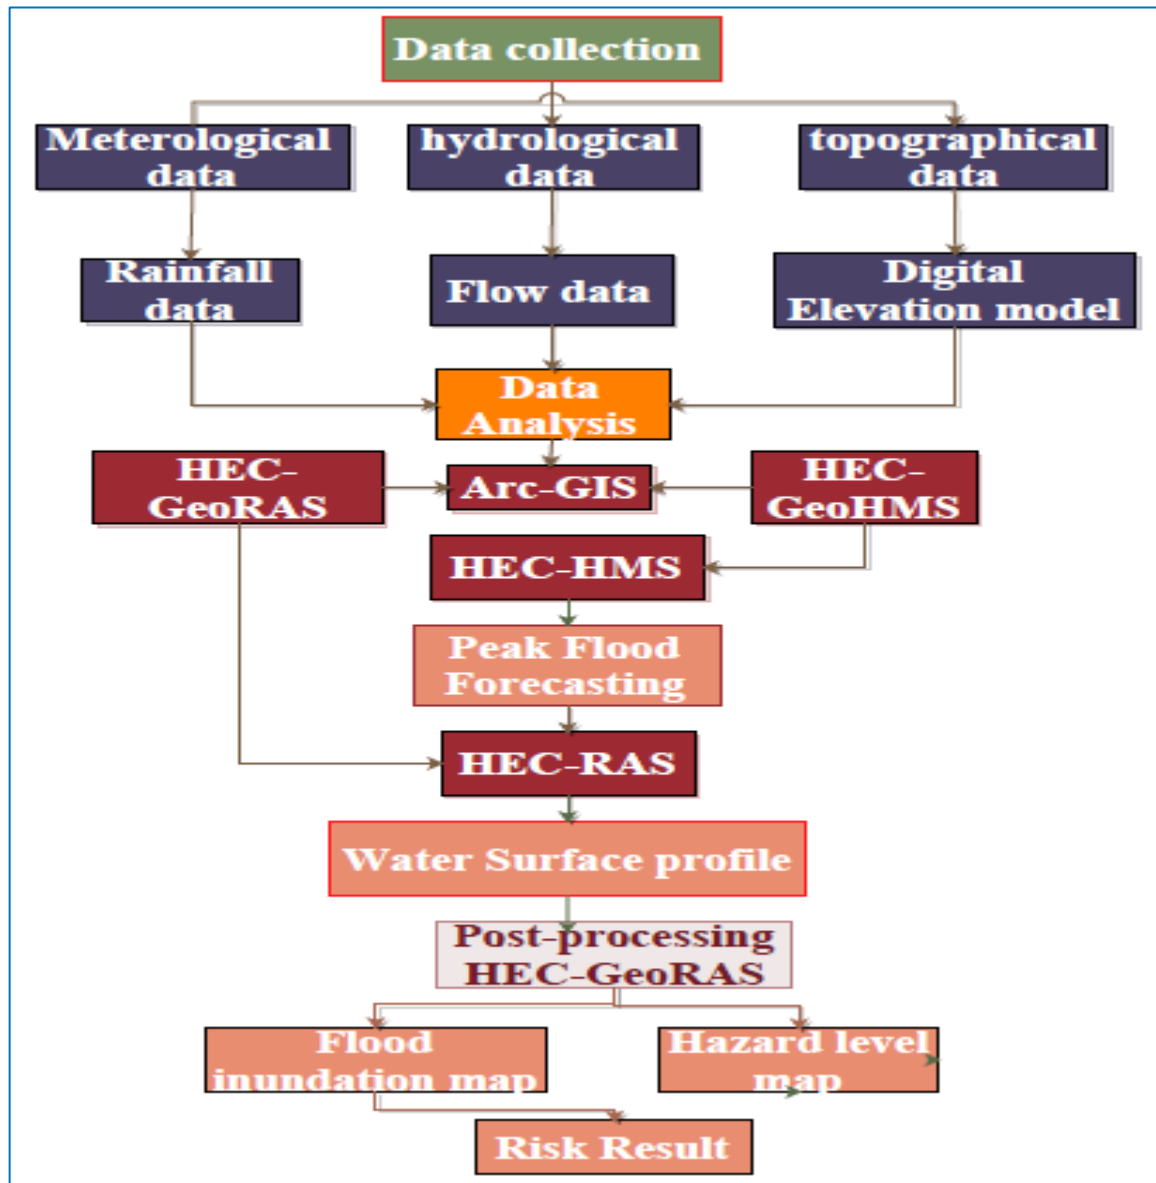 Data collection
Meterological
data
hydrological
data
topographical
data
Rainfall
data
Flow data
Digital
Elevation model
Data
Analysis
HEC-
GeoRAS
Arc-GIS
HEC-
GeoHMS
HEC-HMS
Peak Flood
Forecasting
HEC-RAS
Water Surface profile
Post-processing
HEC-GeoRAS
Flood
inundation map
Hazard level
map
Risk Result